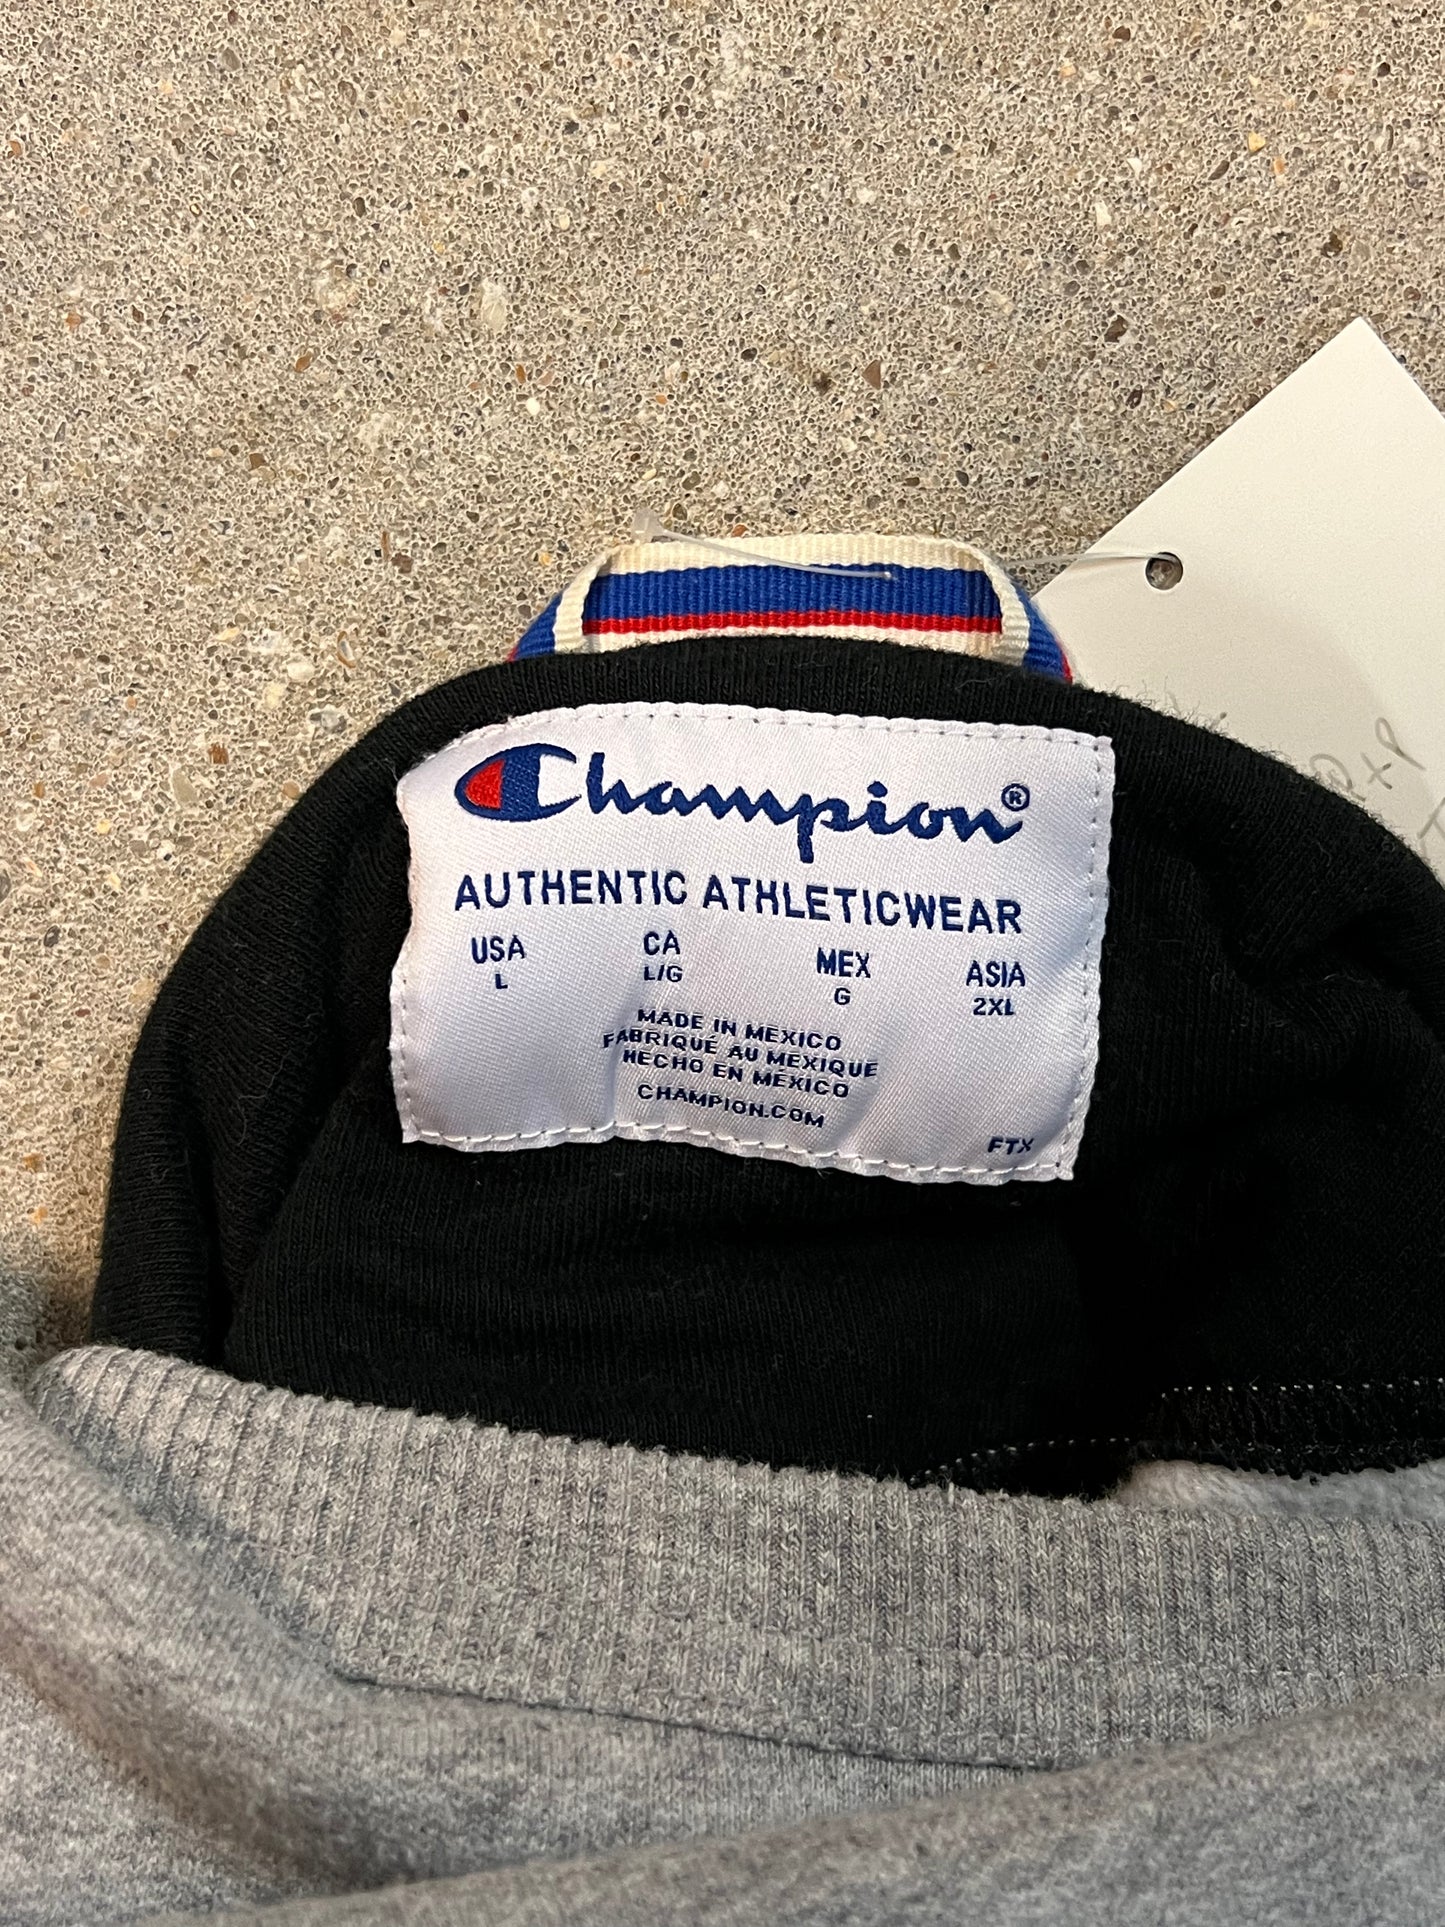 Champion®
AUTHENTIC ATHLETICWEAR
USA CA MEX ASIA
L L/G G 2XL
MADE IN MEXICO
FABRIQUÉ AU MEXIQUE
HECHO EN MÉXICO
CHAMPION.COM
FTX